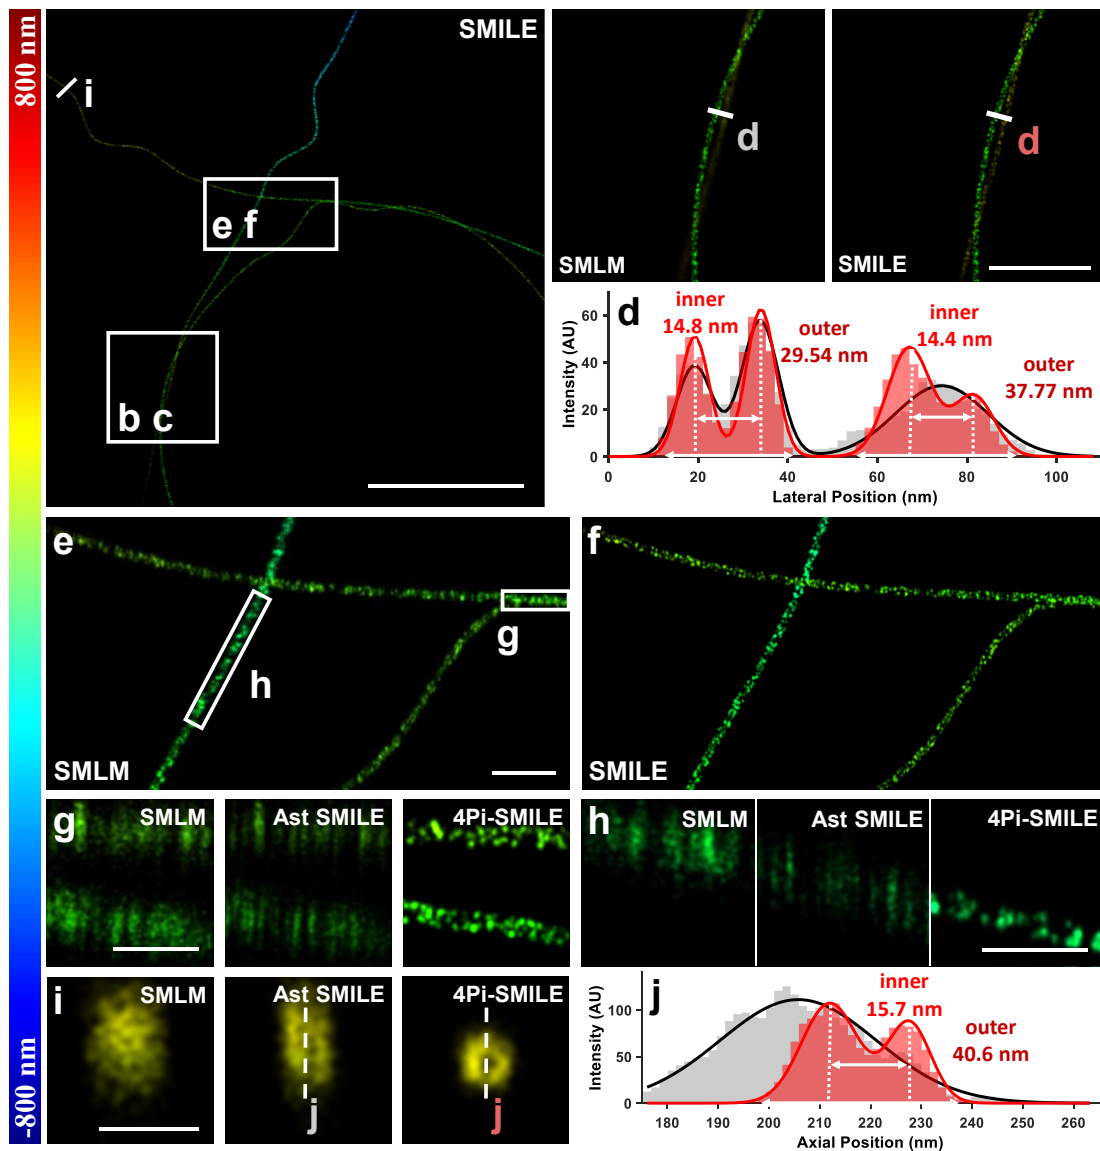 800 nm
-800 nm
SMILE
i
e f
b c
d
SMLM
d
SMILE
d
inner
14.8 nm
outer
29.54 nm
inner
14.4 nm
outer
37.77 nm
Intensity (AU)
60
40
20
0
0 20 40 60 80 100
Lateral Position (nm)
e
h
g
SMLM
f
SMILE
g
SMLM
Ast SMILE
4Pi-SMILE
h
SMLM
Ast SMILE
4Pi-SMILE
i
SMLM
Ast SMILE
j
4Pi-SMILE
j
j
inner
15.7 nm
outer
40.6 nm
Intensity (AU)
100
50
0
180 190 200 210 220 230 240 250 260
Axial Position (nm)